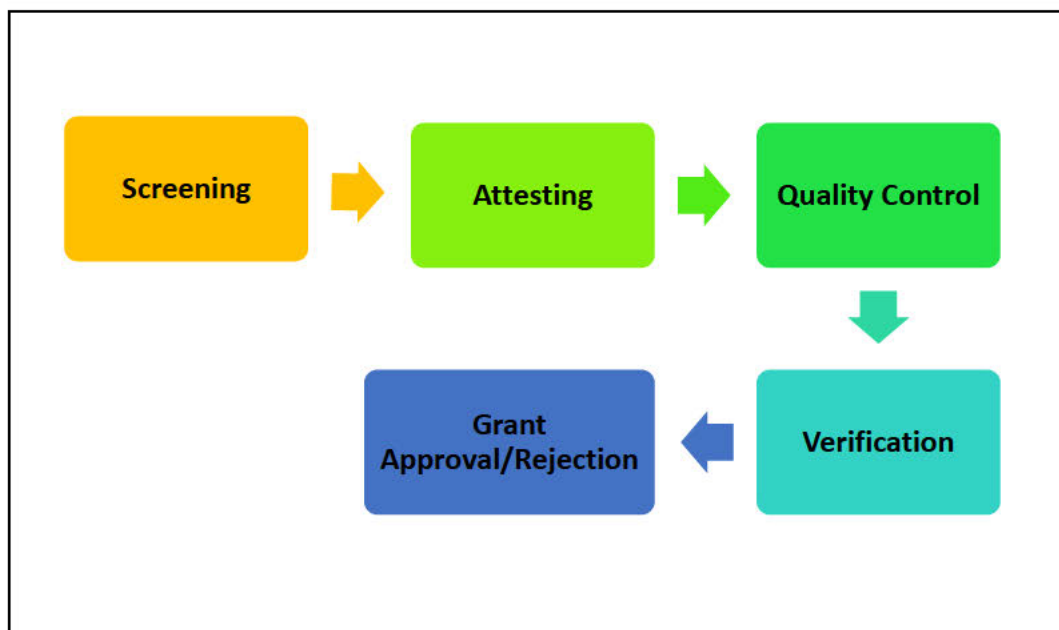 Screening
Attesting
Quality Control
Verification
Grant
Approval/Rejection